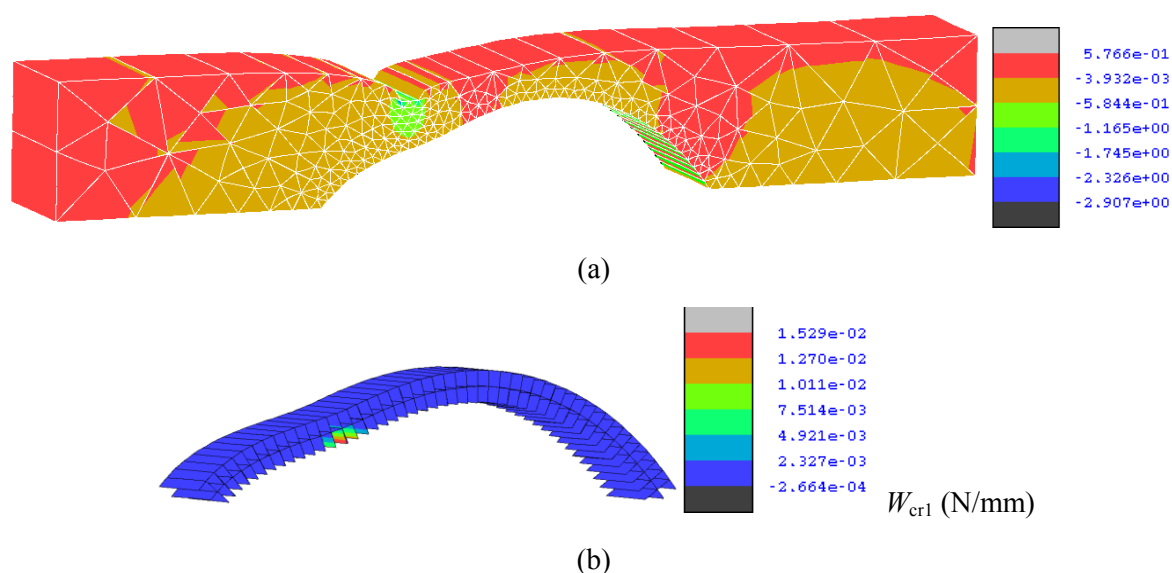 5.766e-01
-3.932e-03
-5.844e-01
-1.165e+00
-1.745e+00
-2.326e+00
-2.907e+00
(a)
1.529e-02
1.270e-02
1.011e-02
7.514e-03
4.921e-03
2.327e-03
-2.664e-04
Wcr1 (N/mm)
(b)